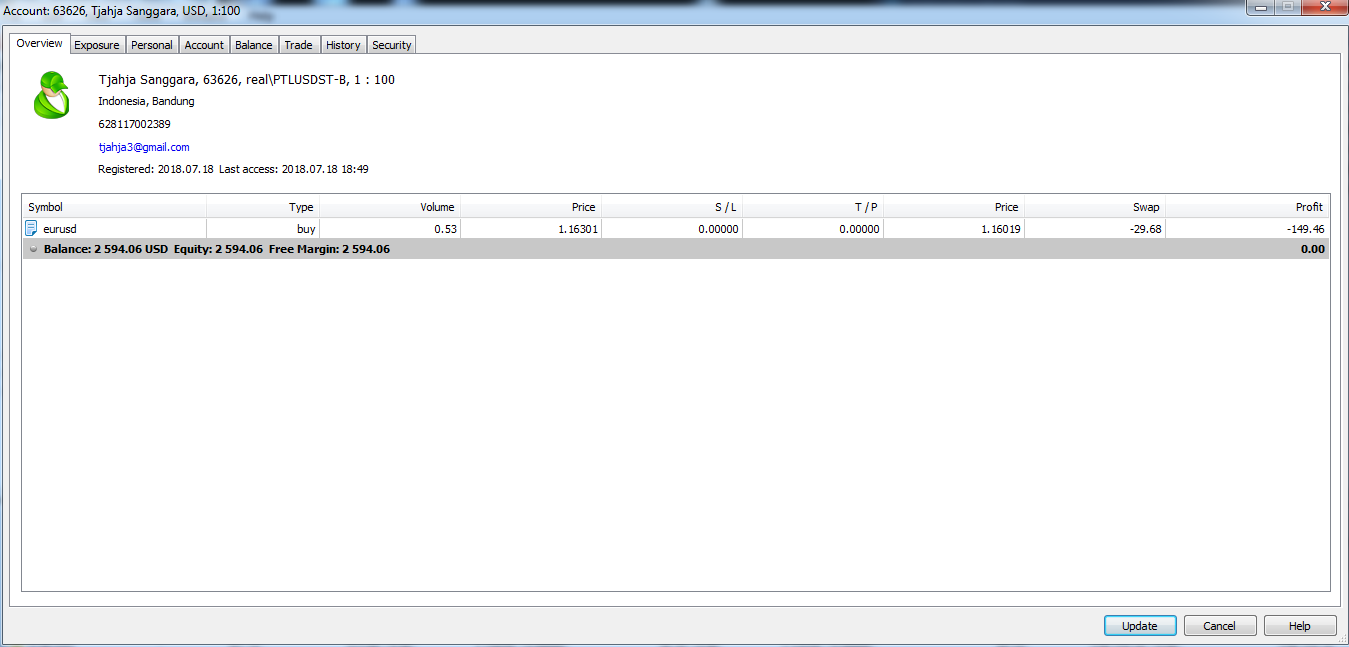 Account: 63626, Tjahja Sanggara, USD, 1:100
Overview Exposure Personal Account Balance Trade History Security
Tjahja Sanggara, 63626, real\PTLUSDST-B, 1 : 100
Indonesia, Bandung
628117002389
tjahja3@gmail.com
Registered: 2018.07.18 Last access: 2018.07.18 18:49
Symbol Type Volume Price S / L T / P Price Swap Profit
eurusd buy 0.53 1.16301 0.00000 0.00000 1.16019 -29.68 -149.46
Balance: 2 594.06 USD Equity: 2 594.06 Free Margin: 2 594.06 0.00
Update Cancel Help